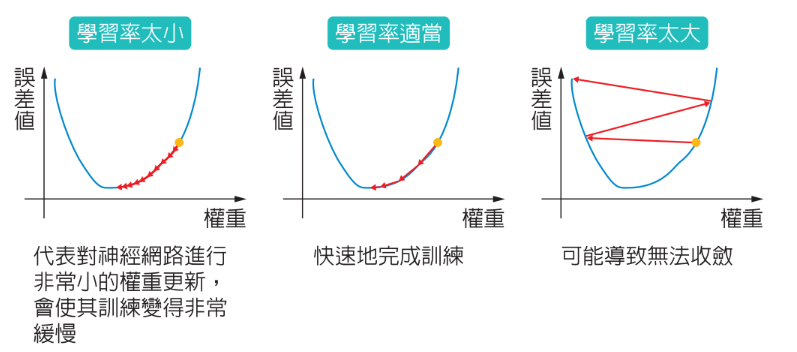 學習率太小
誤差值
權重
代表對神經網路進行
非常小的權重更新，
會使其訓練變得非常
緩慢
學習率適當
誤差值
權重
快速地完成訓練
學習率太大
誤差值
權重
可能導致無法收斂